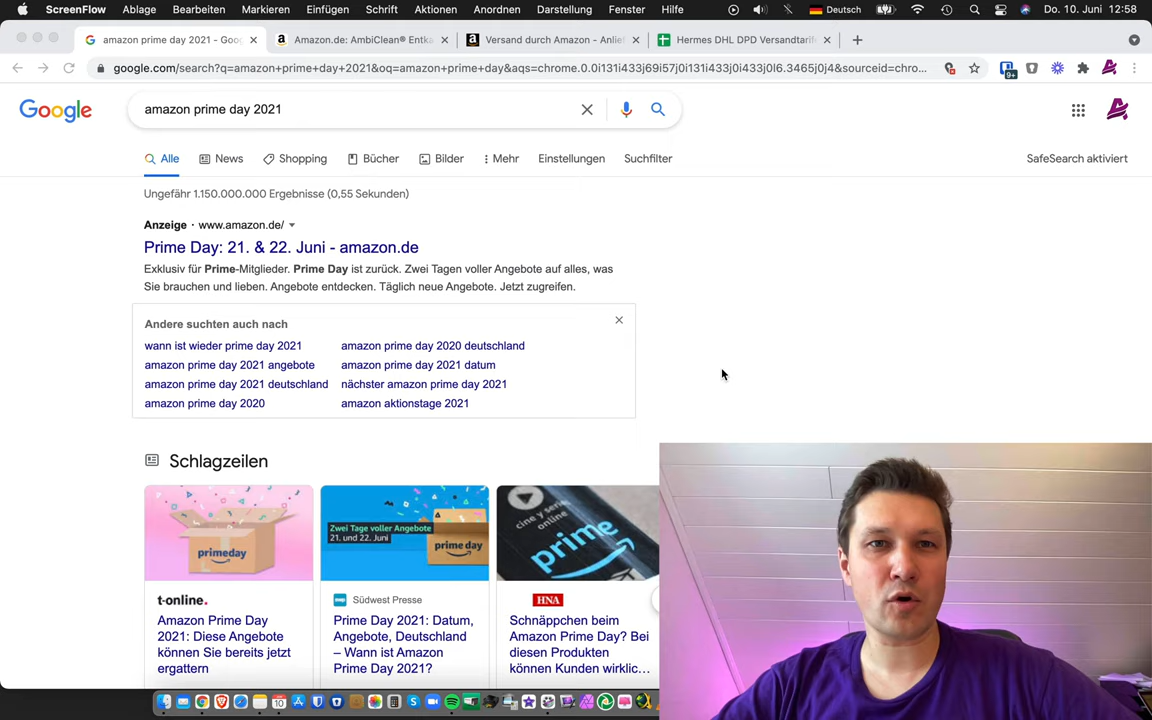 ScreenFlow Ablage Bearbeiten Markieren Einfügen Schrift Aktionen Anordnen Darstellung Fenster Hilfe Deutsch Do. 10. Juni 12:58
amazon prime day 2021 - Goo
Amazon.de: AmbiClean® Entka
Versand durch Amazon - Anlief
Hermes DHL DPD Versandtarife
google.com/search?q=amazon+prime+day+2021&oq=amazon+prime+day&aqs=chrome.0.0i131i433j69i57j0i131i433j0i433j0l6.3465j0j4&sourceid=chro...
9+
Google
amazon prime day 2021
Alle News Shopping Bücher Bilder Mehr Einstellungen Suchfilter
SafeSearch aktiviert
Ungefähr 1.150.000.000 Ergebnisse (0,55 Sekunden)
Anzeige · www.amazon.de/
Prime Day: 21. & 22. Juni - amazon.de
Exklusiv für Prime-Mitglieder. Prime Day ist zurück. Zwei Tagen voller Angebote auf alles, was
Sie brauchen und lieben. Angebote entdecken. Täglich neue Angebote. Jetzt zugreifen.
Andere suchten auch nach
wann ist wieder prime day 2021
amazon prime day 2020 deutschland
amazon prime day 2021 angebote
amazon prime day 2021 datum
amazon prime day 2021 deutschland
nächster amazon prime day 2021
amazon prime day 2020
amazon aktionstage 2021
Schlagzeilen
primeday
Zwei Tage voller Angebote
21. und 22. Juni
prime day
cine y series
online
prime
t-online.
Amazon Prime Day
2021: Diese Angebote
können Sie bereits jetzt
ergattern
Südwest Presse
Prime Day 2021: Datum,
Angebote, Deutschland
– Wann ist Amazon
Prime Day 2021?
HNA
Schnäppchen beim
Amazon Prime Day? Bei
diesen Produkten
können Kunden wirklic...
10